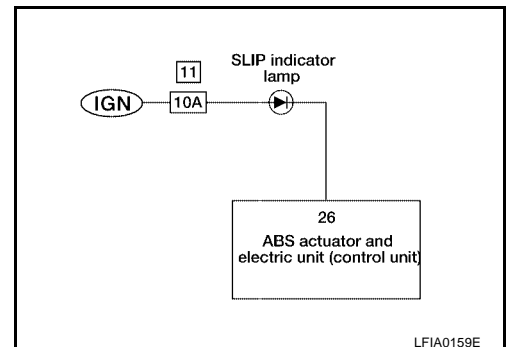 11
SLIP indicator
lamp
IGN
10A
26
ABS actuator and
electric unit (control unit)
LFIA0159E